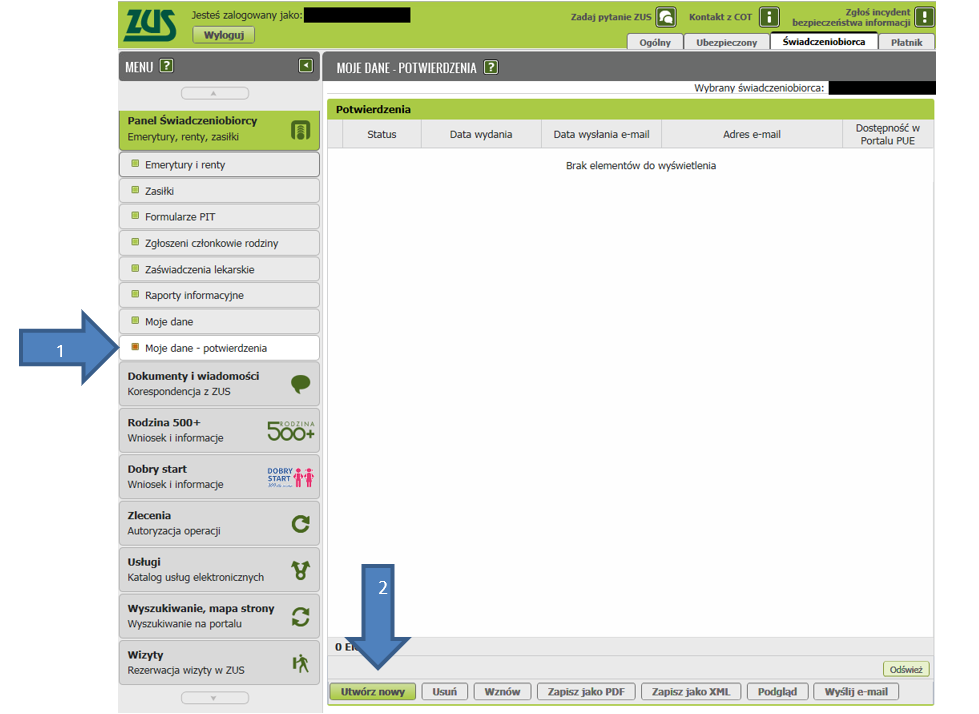 ZUS
Jesteś zalogowany jako:
Wyloguj
Zadaj pytanie ZUS
Kontakt z COT
Zgłoś incydent
bezpieczeństwa informacji
Ogólny
Ubezpieczony
Świadczeniobiorca
Płatnik
MENU ?
MOJE DANE - POTWIERDZENIA ?
Wybrany świadczeniobiorca:
Panel Świadczeniobiorcy
Emerytury, renty, zasiłki
Emerytury i renty
Zasiłki
Formularze PIT
Zgłoszeni członkowie rodziny
Zaświadczenia lekarskie
Raporty informacyjne
Moje dane
1
Moje dane - potwierdzenia
Dokumenty i wiadomości
Korespondencja z ZUS
Rodzina 500+
Wniosek i informacje
RODZINA
500+
Dobry start
Wniosek i informacje
DOBRY
START
Zlecenia
Autoryzacja operacji
Usługi
Katalog usług elektronicznych
Wyszukiwanie, mapa strony
Wyszukiwanie na portalu
Wizyty
Rezerwacja wizyty w ZUS
Potwierdzenia
Status
Data wydania
Data wysłania e-mail
Adres e-mail
Dostępność w
Portalu PUE
Brak elementów do wyświetlenia
2
0
Odśwież
Utwórz nowy
Usuń
Wznów
Zapisz jako PDF
Zapisz jako XML
Podgląd
Wyślij e-mail